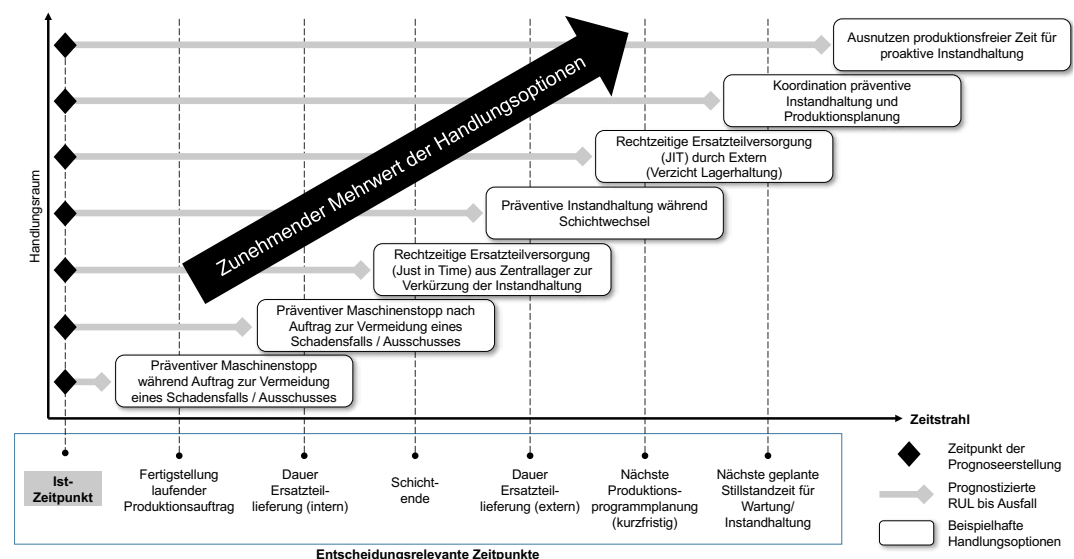 Ausnutzen produktionsfreier Zeit für
proaktive Instandhaltung
Koordination präventive
Instandhaltung und
Produktionsplanung
Rechtzeitige Ersatzteilversorgung
(JIT) durch Extern
(Verzicht Lagerhaltung)
Präventive Instandhaltung während
Schichtwechsel
Rechtzeitige Ersatzteilversorgung
(Just in Time) aus Zentrallager zur
Verkürzung der Instandhaltung
Präventiver Maschinenstopp nach
Auftrag zur Vermeidung eines
Schadensfalls / Ausschusses
Präventiver Maschinenstopp
während Auftrag zur Vermeidung
eines Schadensfalls / Ausschusses
Zunehmender Mehrwert der Handlungsoptionen
Handlungsraum
Zeitstrahl
Ist-
Zeitpunkt
Fertigstellung
laufender
Produktionsauftrag
Dauer
Ersatzteil-
lieferung (intern)
Schicht-
ende
Dauer
Ersatzteil-
lieferung (extern)
Nächste
Produktions-
programmplanung
(kurzfristig)
Nächste geplante
Stillstandzeit für
Wartung/
Instandhaltung
Entscheidungsrelevante Zeitpunkte
Zeitpunkt der
Prognoseerstellung
Prognostizierte
RUL bis Ausfall
Beispielhafte
Handlungsoptionen